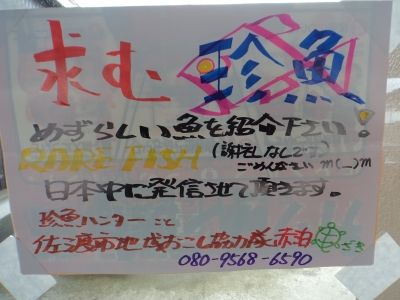 求む 珍魚
めずらしい魚を紹介下さい!
RARE FISH (謝礼なしです)
ごめんなさいm(__)m
日本中に発信させて頂きます。
珍魚ハンターこと
佐渡市地域おこし協力隊 赤泊
080-9568-6590